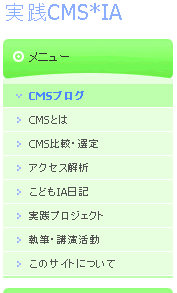 実践CMS*IA
メニュー
CMSブログ
CMSとは
CMS比較・選定
アクセス解析
こどもIA日記
実践プロジェクト
執筆・講演活動
このサイトについて